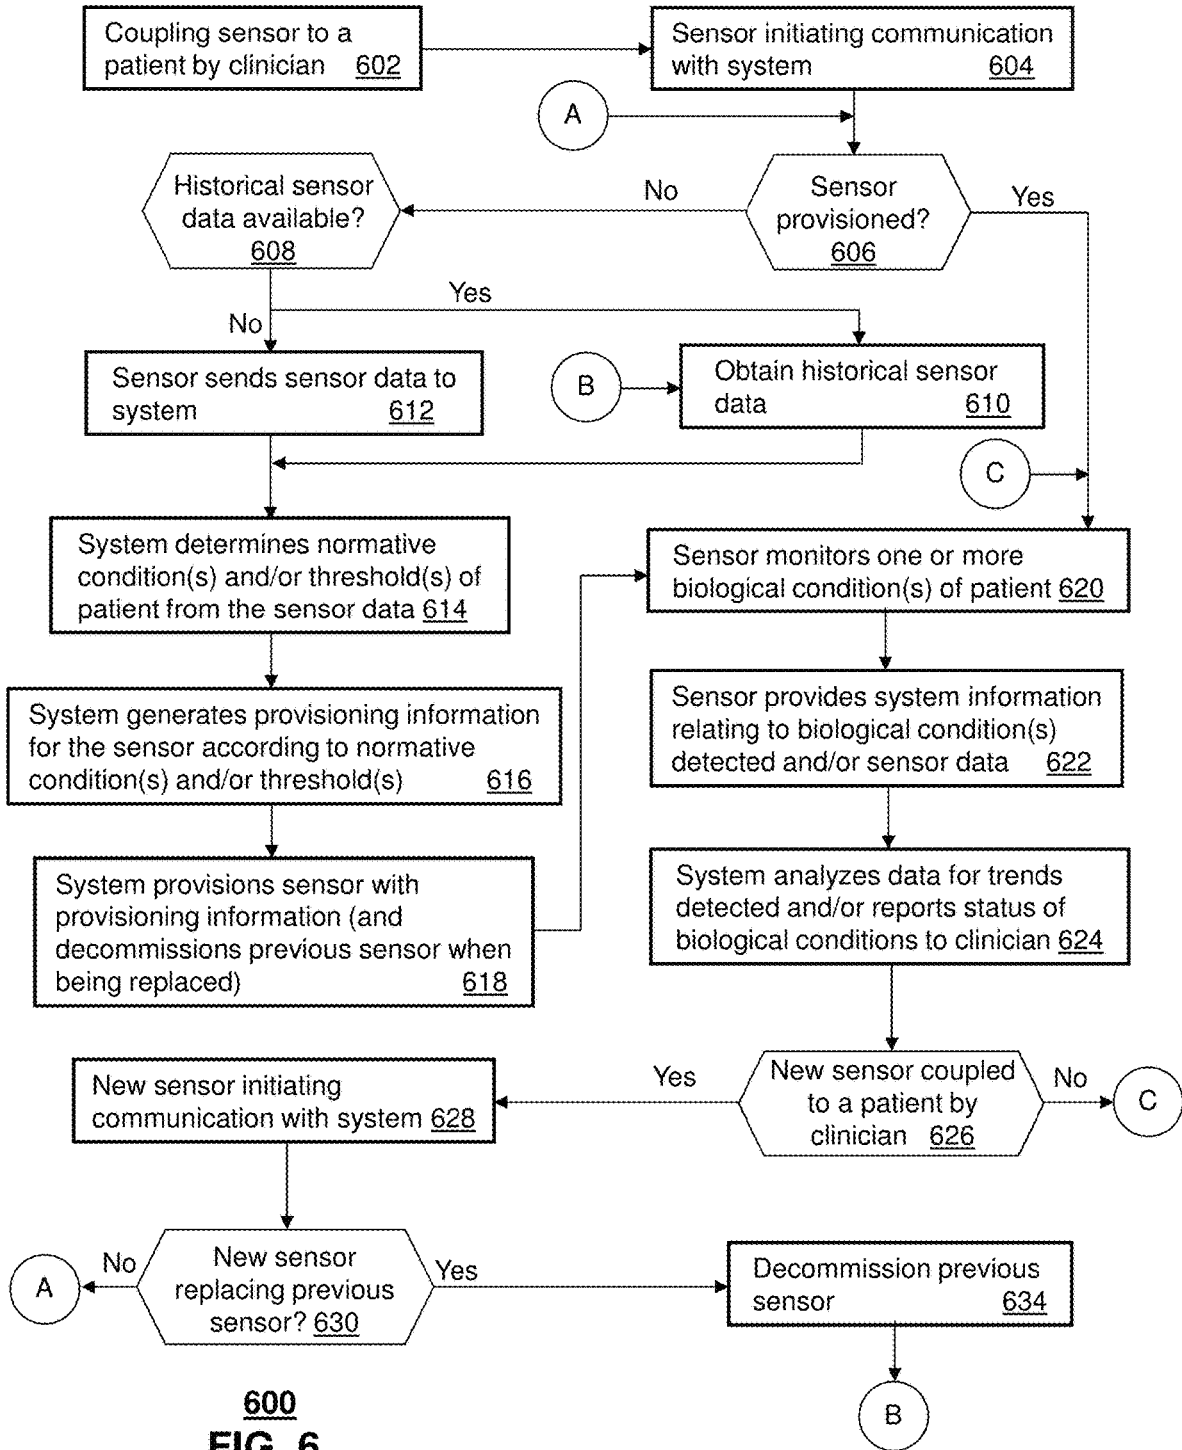 Coupling sensor to a
patient by clinician 602
Sensor initiating communication
with system 604
A
Historical sensor
data available?
608
No
Sensor
provisioned?
606
Yes
Yes
No
Sensor sends sensor data to
system 612
B
Obtain historical sensor
data 610
C
System determines normative
condition(s) and/or threshold(s) of
patient from the sensor data 614
Sensor monitors one or more
biological condition(s) of patient 620
System generates provisioning information
for the sensor according to normative
condition(s) and/or threshold(s) 616
Sensor provides system information
relating to biological condition(s)
detected and/or sensor data 622
System provisions sensor with
provisioning information (and
decommissions previous sensor when
being replaced) 618
System analyzes data for trends
detected and/or reports status of
biological conditions to clinician 624
New sensor initiating
communication with system 628
Yes
New sensor coupled
to a patient by
clinician 626
No
C
A
No
New sensor
replacing previous
sensor? 630
Yes
Decommission previous
sensor 634
B
600
FIG. 6